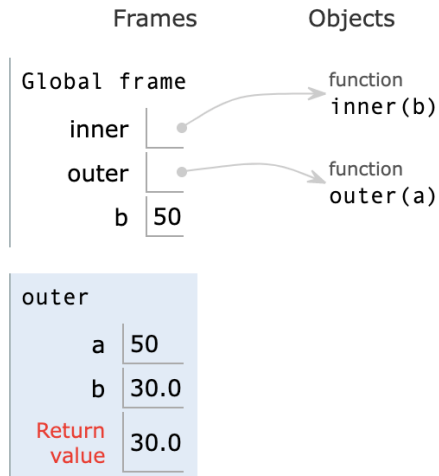 Frames Objects
Global frame
function
inner(b)
inner
function
outer(a)
outer
b 50
outer
a 50
b 30.0
Return
value 30.0